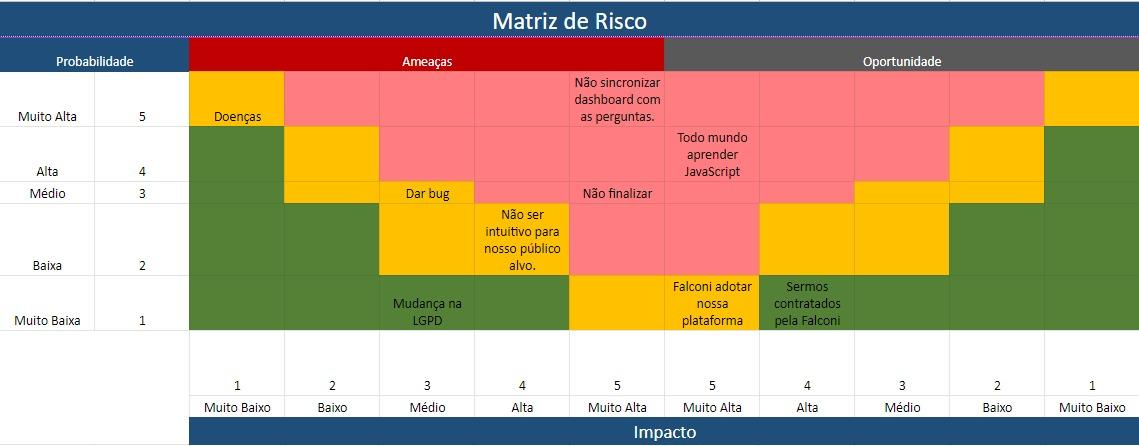 Matriz de Risco
Probabilidade Ameaças Oportunidade
Não sincronizar
dashboard com
Muito Alta 5 Doenças as perguntas.
Todo mundo
aprender
Alta 4 JavaScript
Médio 3 Dar bug Não finalizar
Não ser
intuitivo para
nosso público
Baixa 2 alvo.
Falconi adotar Sermos
Mudança na nossa contratados
Muito Baixa 1 LGPD plataforma pela Falconi
1 2 3 4 5 5 4 3 2 1
Muito Baixo Baixo Médio Alta Muito Alta Muito Alta Alta Médio Baixo Muito Baixo
Impacto